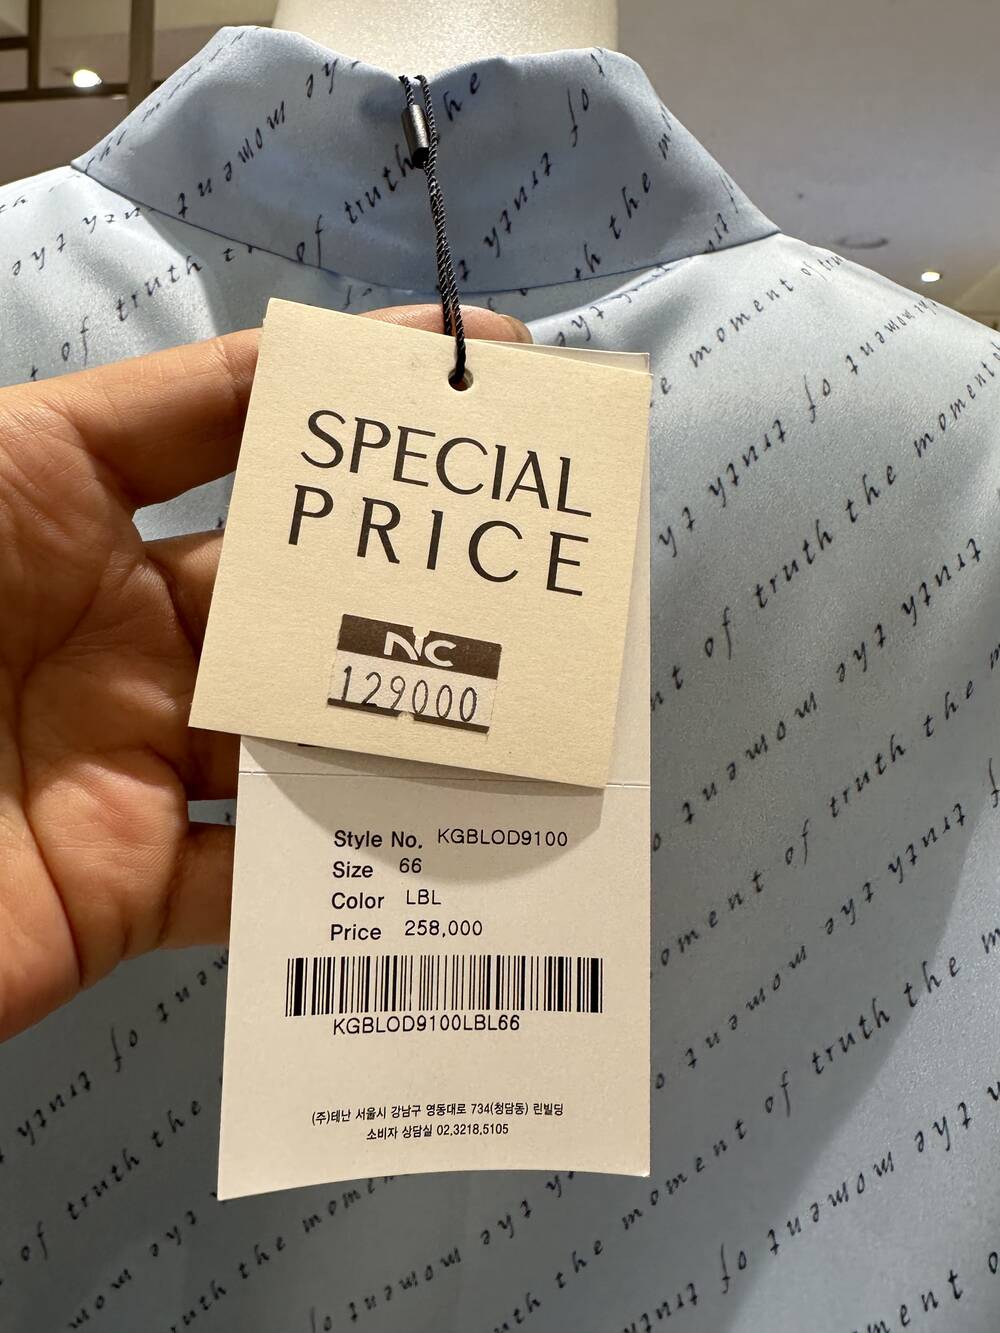 SPECIAL
PRICE
NC
129000
Style No. KGBLOD9100
Size 66
Color LBL
Price 258,000
KGBLOD9100LBL66
(주)테난 서울시 강남구 영동대로 734(청담동) 린빌딩
소비자 상담실 02.3218.5105
the moment of truth the moment of truth